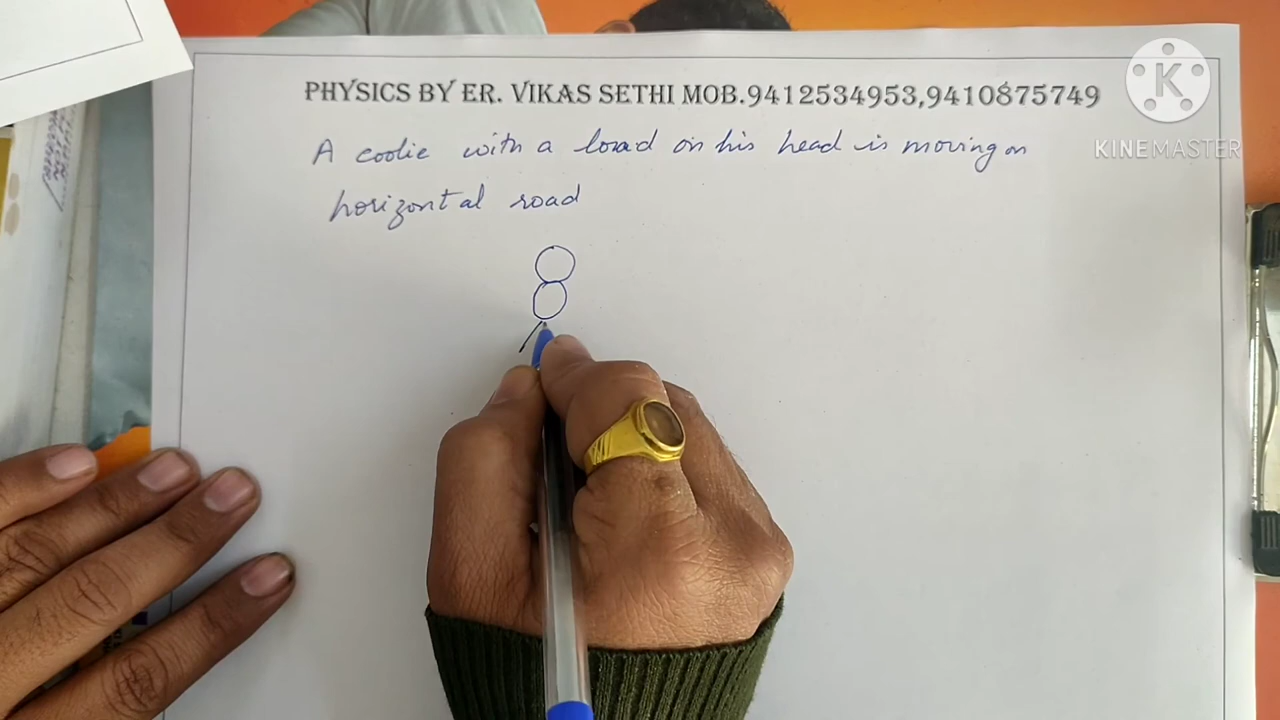 PHYSICS BY ER. VIKAS SETHI MOB.9412534953,9410875749
K
KINEMASTER
A coolie with a load on his head is moving on
horizontal road